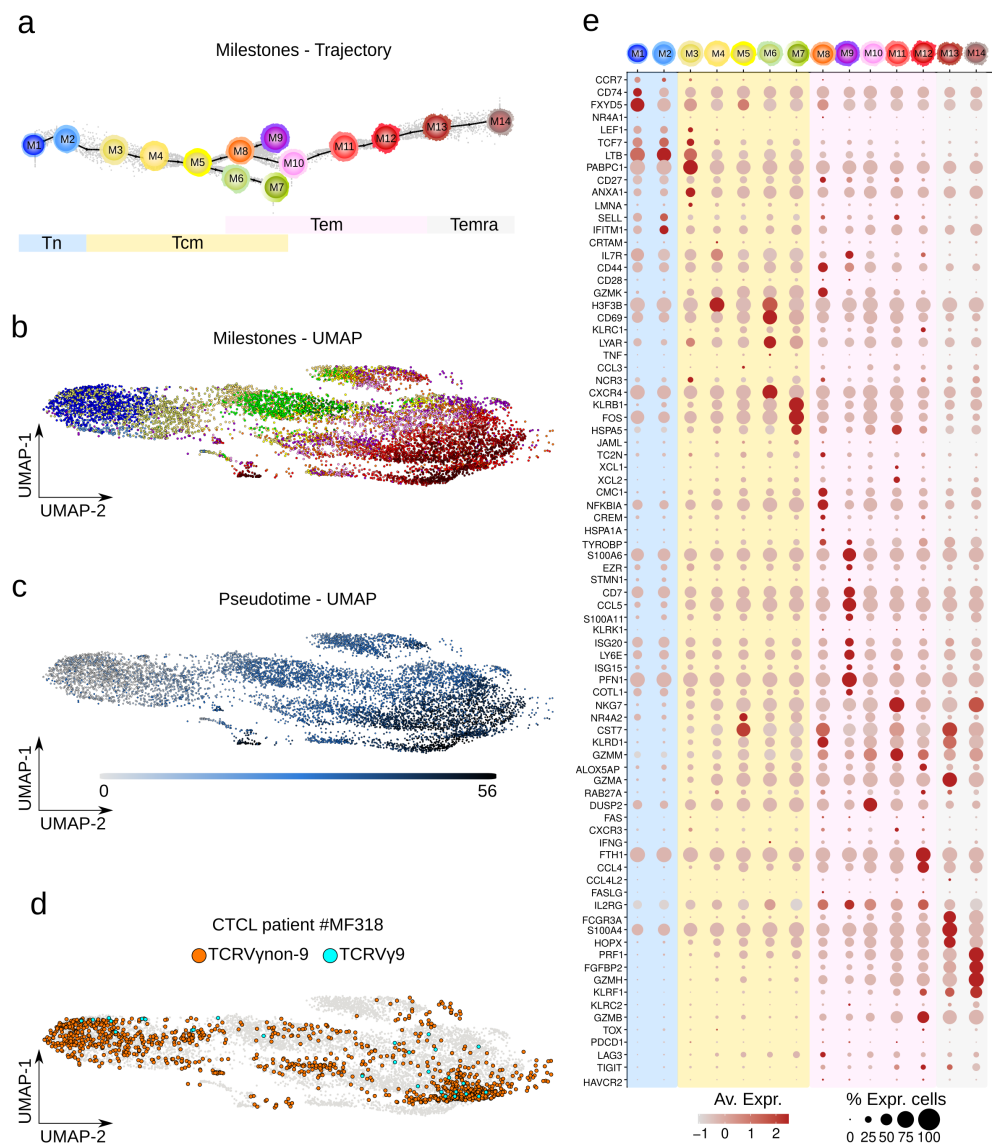 a
Milestones - Trajectory
M1
M2
M3
M4
M5
M8
M9
M6
M7
M10
M11
M12
M13
M14
Tem
Temra
Tn
Tcm
b
Milestones - UMAP
UMAP-1
UMAP-2
c
Pseudotime - UMAP
UMAP-1
0
56
UMAP-2
d
CTCL patient #MF318
TCRVγnon-9
TCRVγ9
UMAP-1
UMAP-2
e
M1 M2 M3 M4 M5 M6 M7 M8 M9 M10 M11 M12 M13 M14
CCR7
CD74
FXYD5
NR4A1
LEF1
TCF7
LTB
PABPC1
CD27
ANXA1
LMNA
SELL
IFITM1
CRTAM
IL7R
CD44
CD28
GZMK
H3F3B
CD69
KLRC1
LYAR
TNF
CCL3
NCR3
CXCR4
KLRB1
FOS
HSPA5
JAML
TC2N
XCL1
XCL2
CMC1
NFKBIA
CREM
HSPA1A
TYROBP
S100A6
EZR
STMN1
CD7
CCL5
S100A11
KLRK1
ISG20
LY6E
ISG15
PFN1
COTL1
NKG7
NR4A2
CST7
KLRD1
GZMM
ALOX5AP
GZMA
RAB27A
DUSP2
FAS
CXCR3
IFNG
FTH1
CCL4
CCL4L2
FASLG
IL2RG
FCGR3A
S100A4
HOPX
PRF1
FGFBP2
GZMH
KLRF1
KLRC2
GZMB
TOX
PDCD1
LAG3
TIGIT
HAVCR2
Av. Expr.
−1 0 1 2
% Expr. cells
0 25 50 75 100